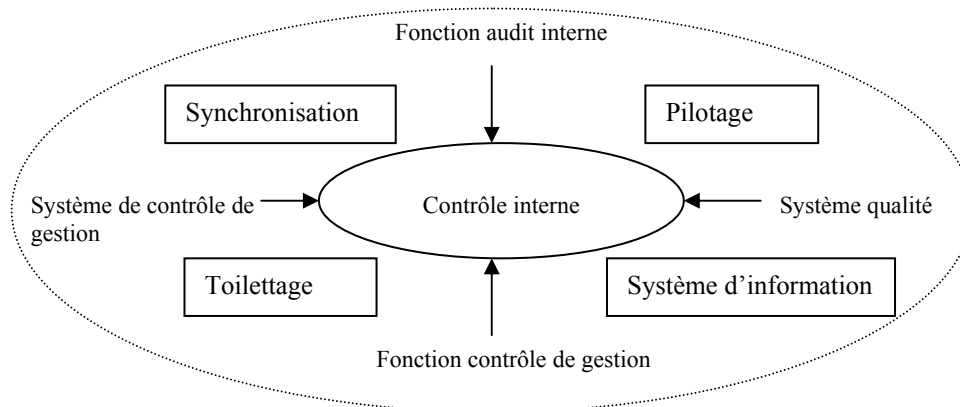 Fonction audit interne
Synchronisation
Pilotage
Système de contrôle de
gestion
Contrôle interne
Système qualité
Toilettage
Système d’information
Fonction contrôle de gestion